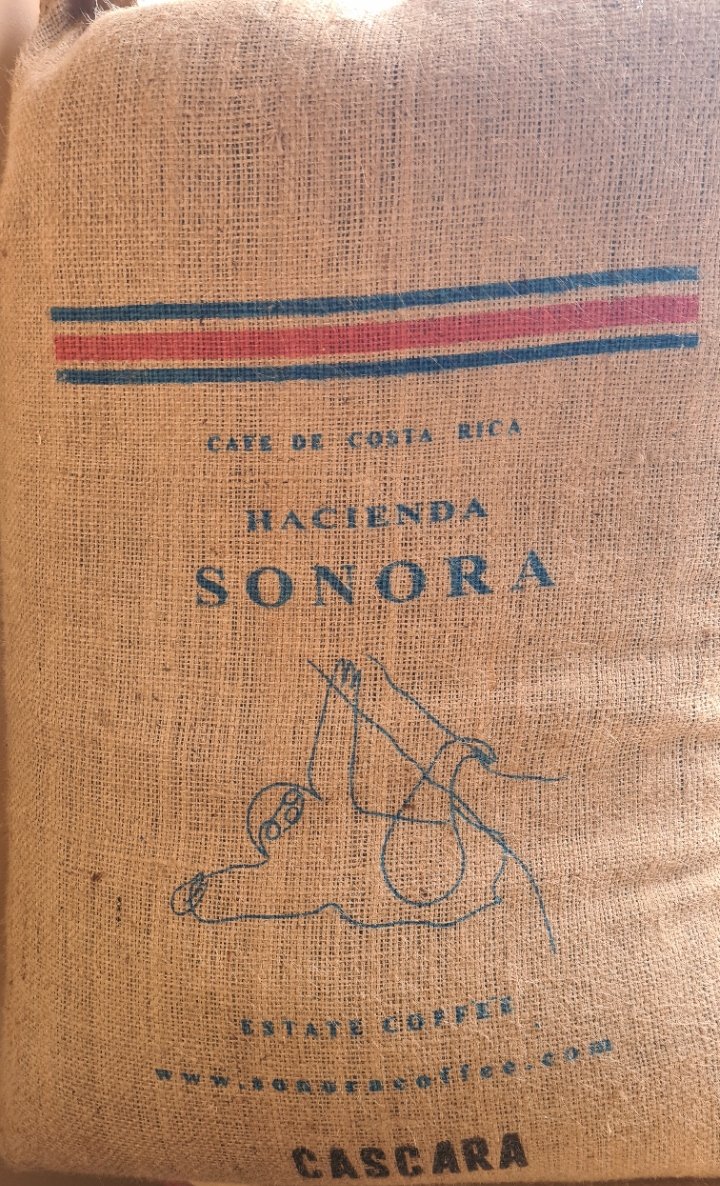 CAFE DE COSTA RICA
HACIENDA
SONORA
ESTATE COFFEE
www.sonoracoffee.com
CASCARA